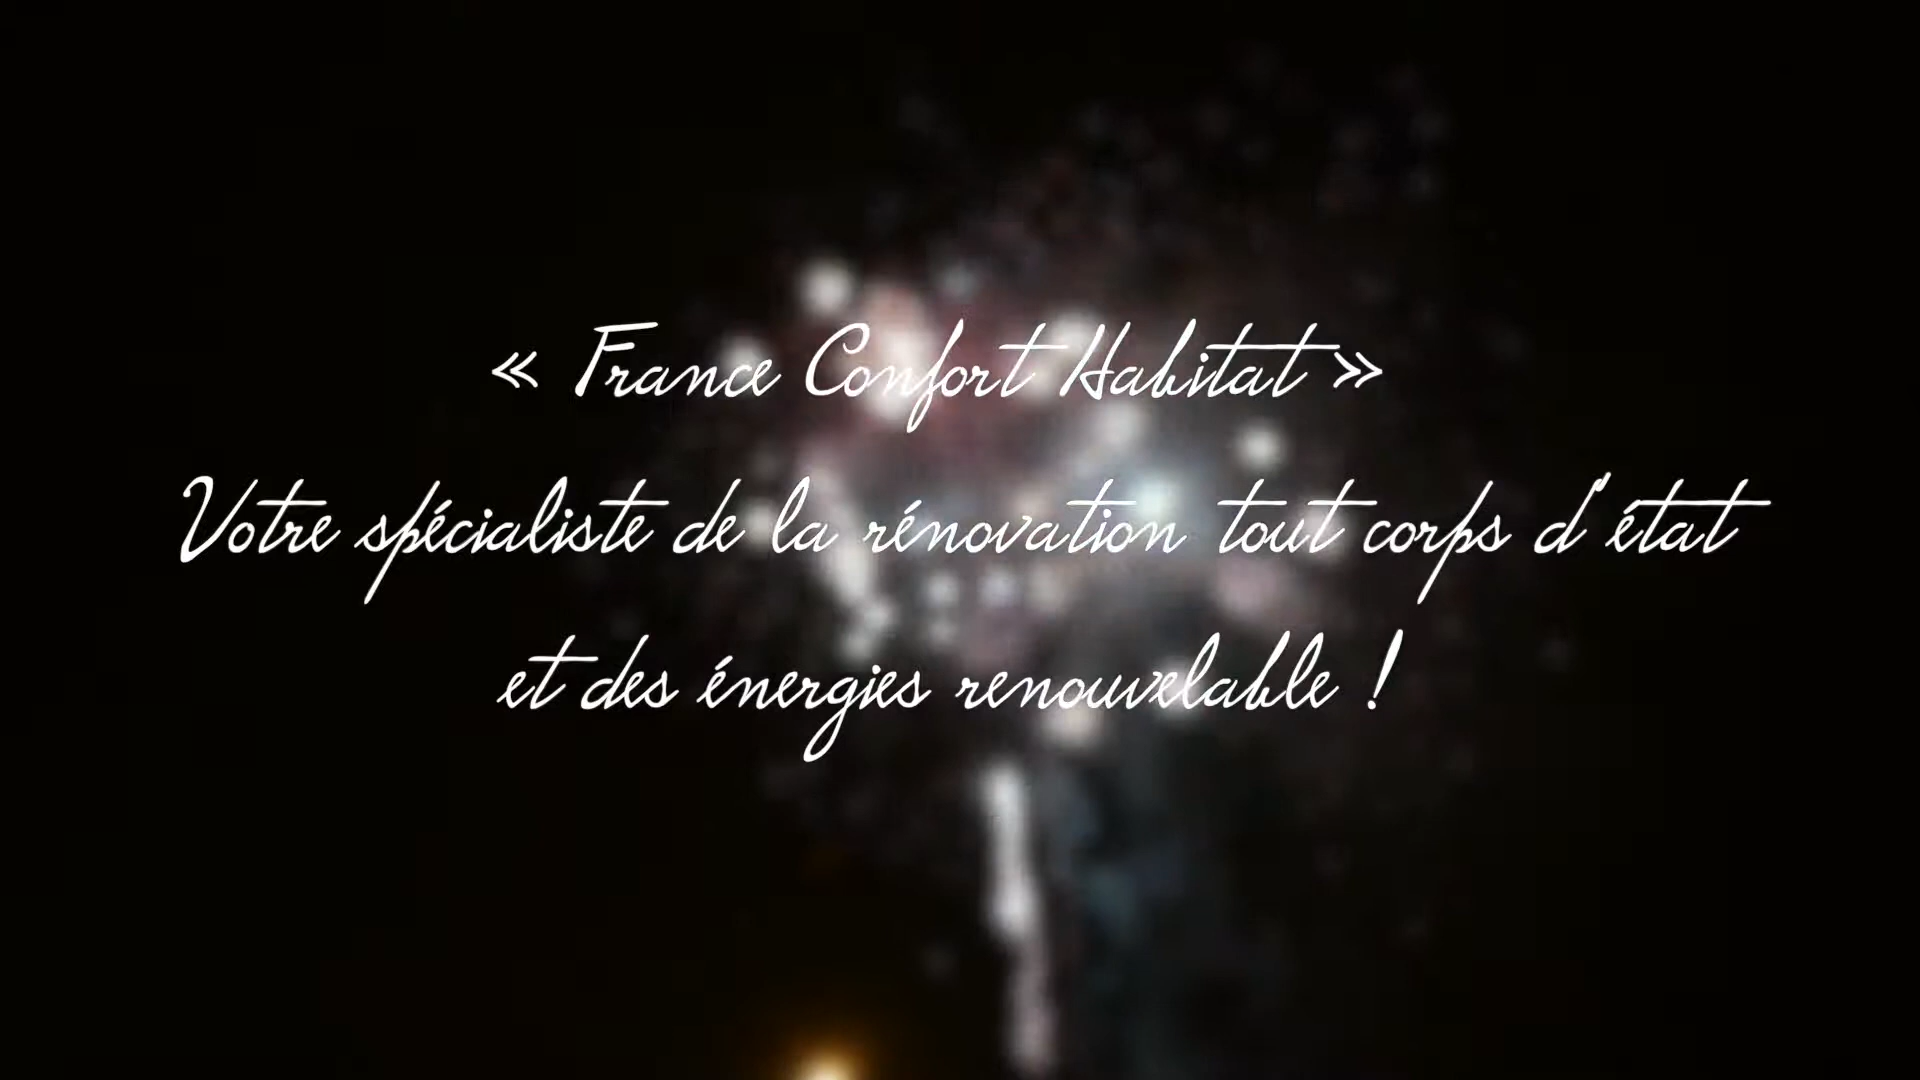 « France Confort Habitat »
Votre spécialiste de la rénovation tout corps d'état
et des énergies renouvelable !